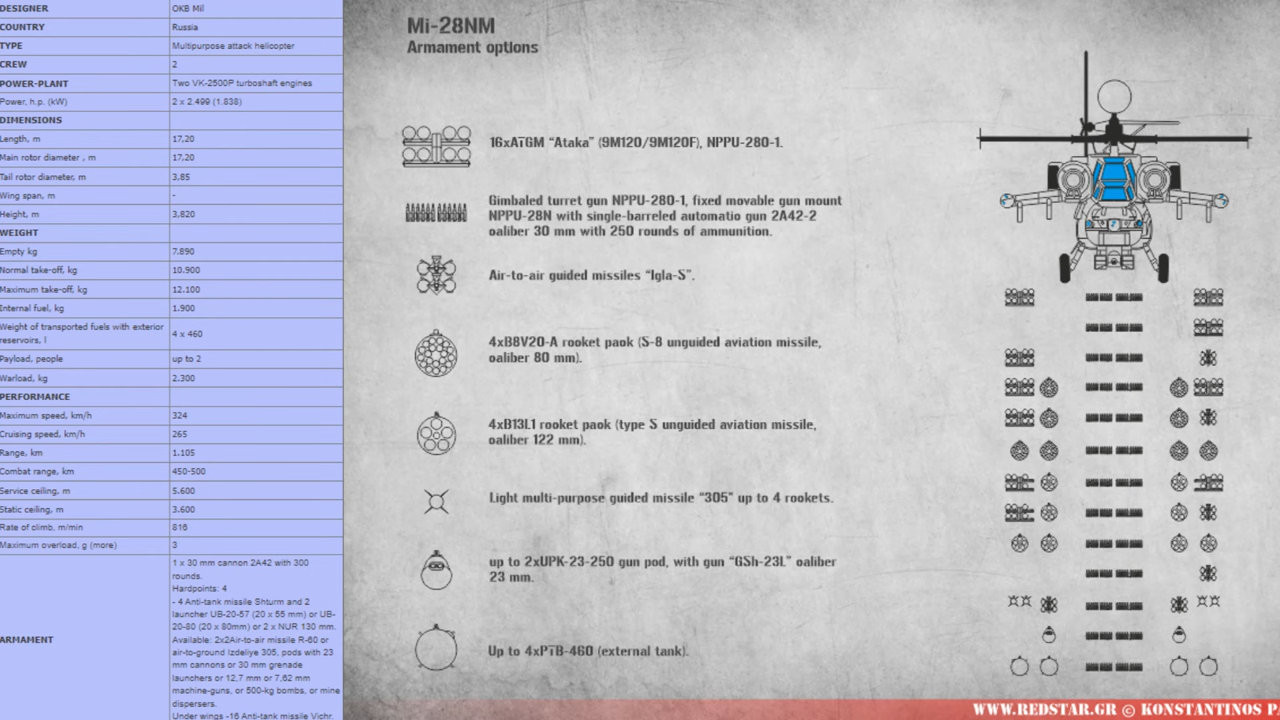 DESIGNER OKB Mil
COUNTRY Russia
TYPE Multipurpose attack helicopter
CREW 2
POWER-PLANT Two VK-2500P turboshaft engines
Power, h.p. (kW) 2 x 2.499 (1.838)
DIMENSIONS
Length, m 17,20
Main rotor diameter , m 17,20
Tail rotor diameter, m 3,85
Wing span, m -
Height, m 3,820
WEIGHT
Empty kg 7.890
Normal take-off, kg 10.900
Maximum take-off, kg 12.100
Internal fuel, kg 1.900
Weight of transported fuels with exterior
reservoirs, l 4 x 460
Payload, people up to 2
Warload, kg 2.300
PERFORMANCE
Maximum speed, km/h 324
Cruising speed, km/h 265
Range, km 1.105
Combat range, km 450-500
Service ceiling, m 5.600
Static ceiling, m 3.600
Rate of climb. m/min 816
Maximum overload, g (more) 3
ARMAMENT
1 x 30 mm cannon 2A42 with 300
rounds.
Hardpoints: 4
- 4 Anti-tank missile Shturm and 2
launcher UB-20-57 (20 x 55 mm) or UB-
20-80 (20 x 80mm) or 2 x NUR 130 mm.
Available: 2x2Air-to-air missile R-60 or
air-to-ground Izdeliye 305, pods with 23
mm cannons or 30 mm grenade
launchers or 12,7 mm or 7,62 mm
machine-guns, or 500-kg bombs, or mine
dispersers.
Under wings -16 Anti-tank missile Vichr,
Mi-28NM
Armament options
16xATGM "Ataka" (9M120/9M120F), NPPU-280-1.
Gimbaled turret gun NPPU-280-1, fixed movable gun mount
NPPU-28N with single-barreled automatio gun 2A42-2
oaliber 30 mm with 250 rounds of ammunition.
Air-to-air guided missiles "Igla-S".
4xB8V20-A rooket paok (S-8 unguided aviation missile,
oaliber 80 mm).
4xB13L1 rooket paok (type S unguided aviation missile,
oaliber 122 mm).
Light multi-purpose guided missile "305" up to 4 rookets.
up to 2xUPK-23-250 gun pod, with gun "GSh-23L" oaliber
23 mm.
Up to 4xPTB-460 (external tank).
WWW.REDSTAR.GR © KONSTANTINOS